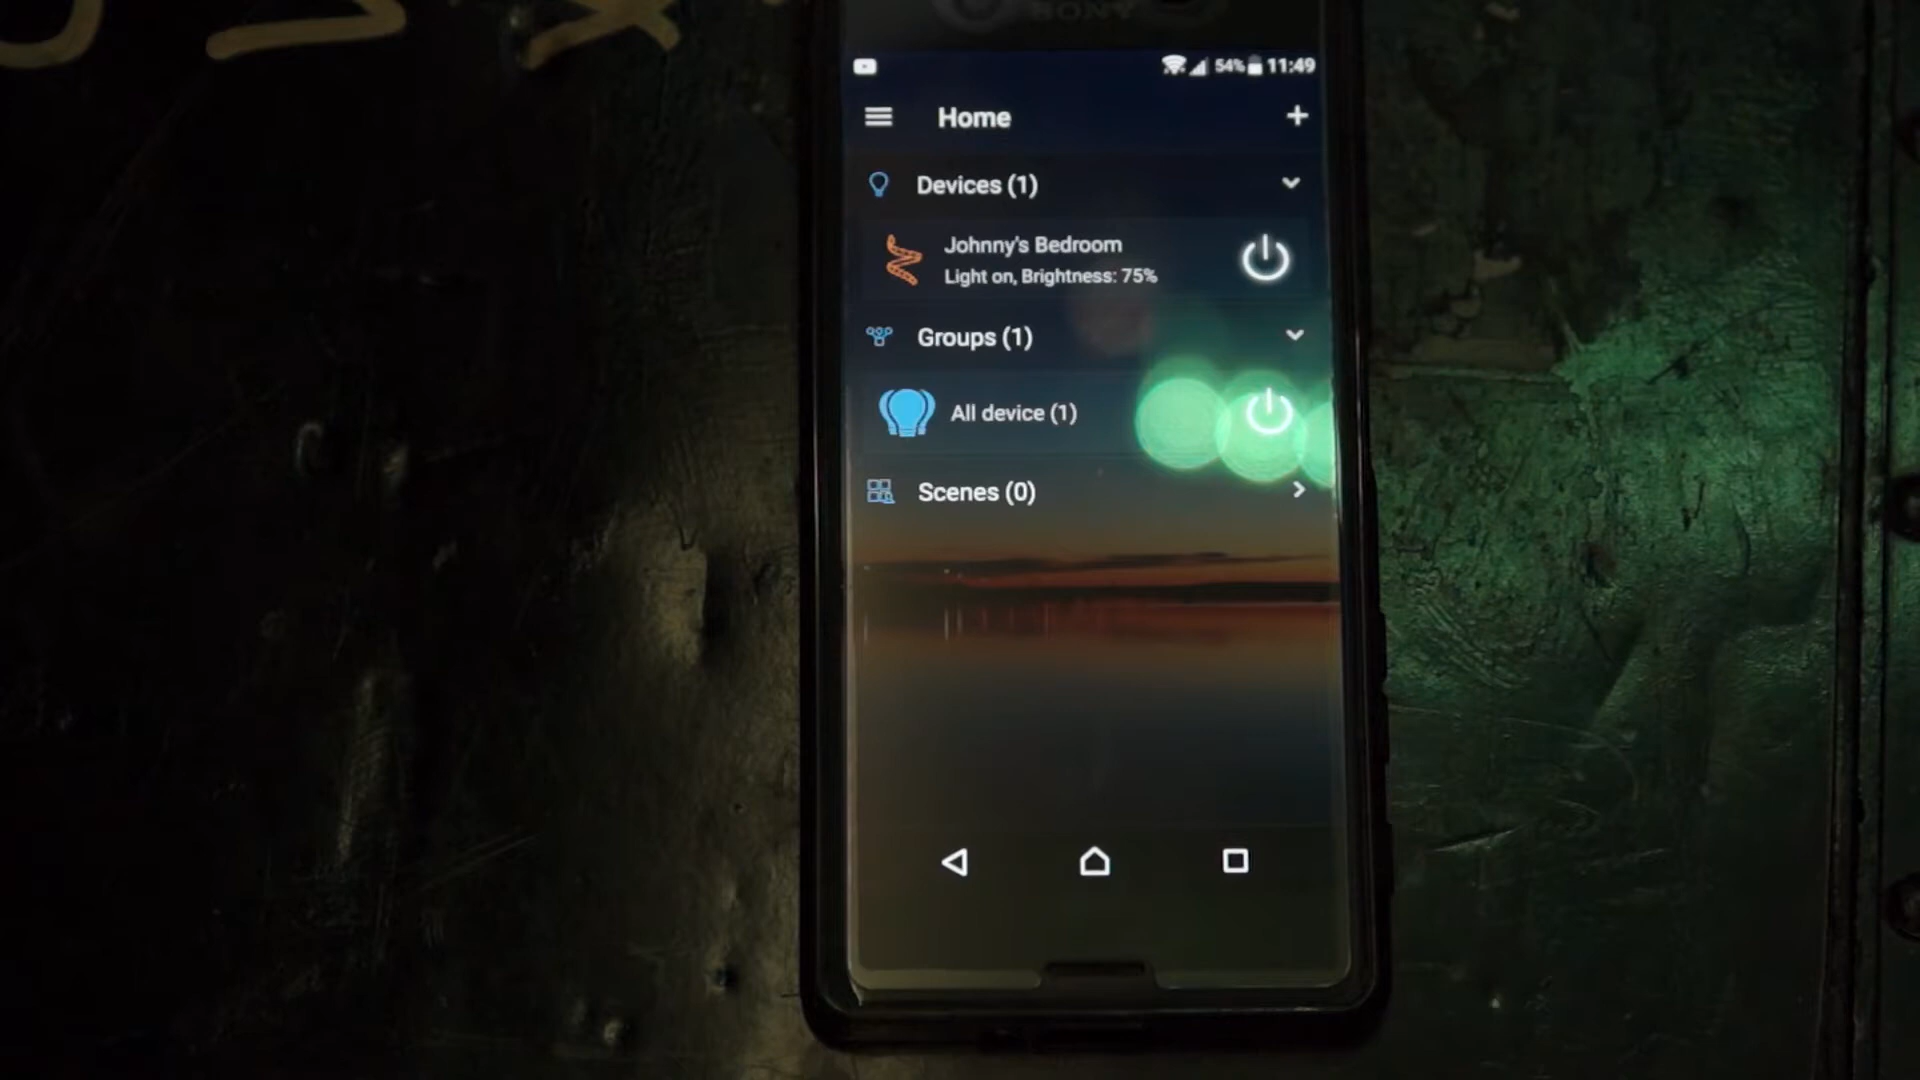 SONY
54% 11:49
Home
Devices (1)
Johnny's Bedroom
Light on, Brightness: 75%
Groups (1)
All device (1)
Scenes (0)